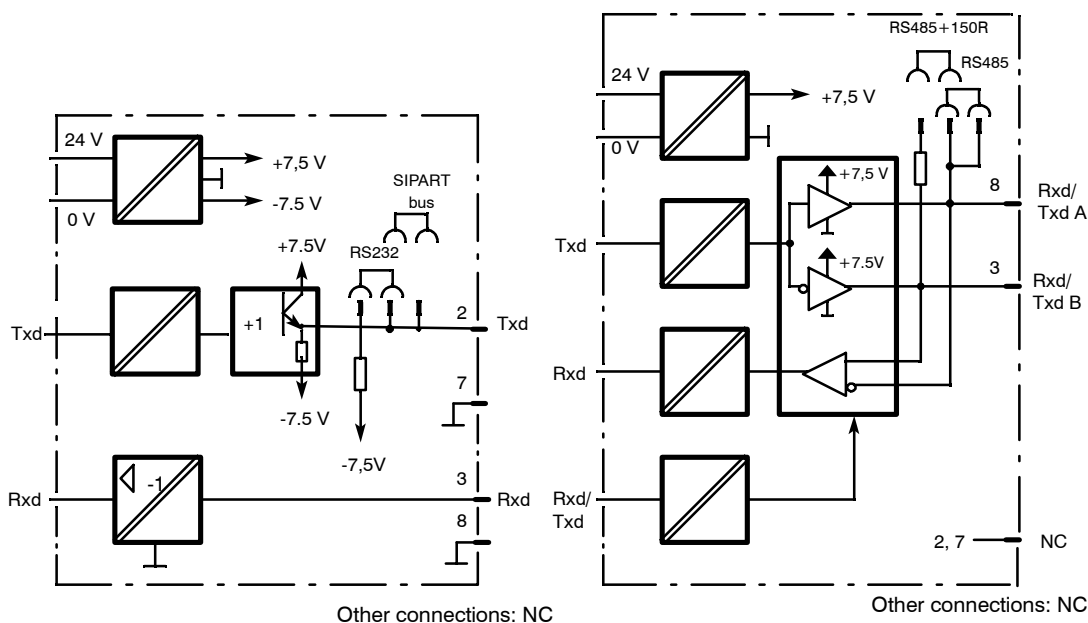 24 V
+7,5 V
-7.5 V
0 V
SIPART
bus
+7.5V
RS232
Txd
+1
2
Txd
7
-7.5 V
-7,5V
Rxd
-1
3
Rxd
8
Other connections: NC
RS485+150R
RS485
24 V
+7,5 V
0 V
+7,5 V
8
Rxd/
Txd A
Txd
+7.5V
3
Rxd/
Txd B
Rxd
Rxd/
Txd
2, 7
NC
Other connections: NC